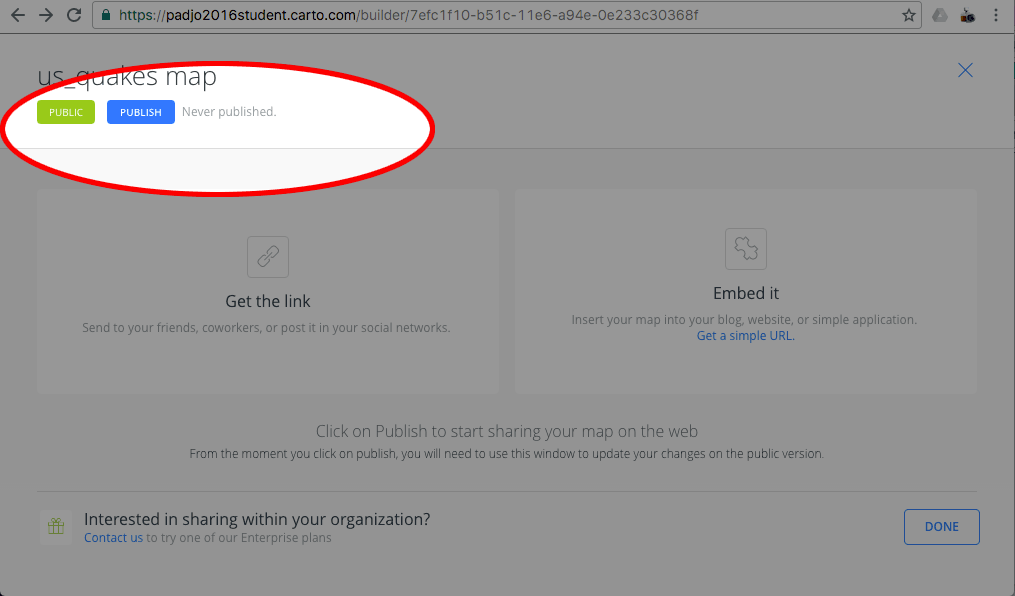 https://padjo2016student.carto.com/builder/7efc1f10-b51c-11e6-a94e-0e233c30368f
us_quakes map
PUBLIC PUBLISH Never published.
Get the link
Send to your friends, coworkers, or post it in your social networks.
Embed it
Insert your map into your blog, website, or simple application.
Get a simple URL.
Click on Publish to start sharing your map on the web
From the moment you click on publish, you will need to use this window to update your changes on the public version.
Interested in sharing within your organization?
Contact us to try one of our Enterprise plans
DONE